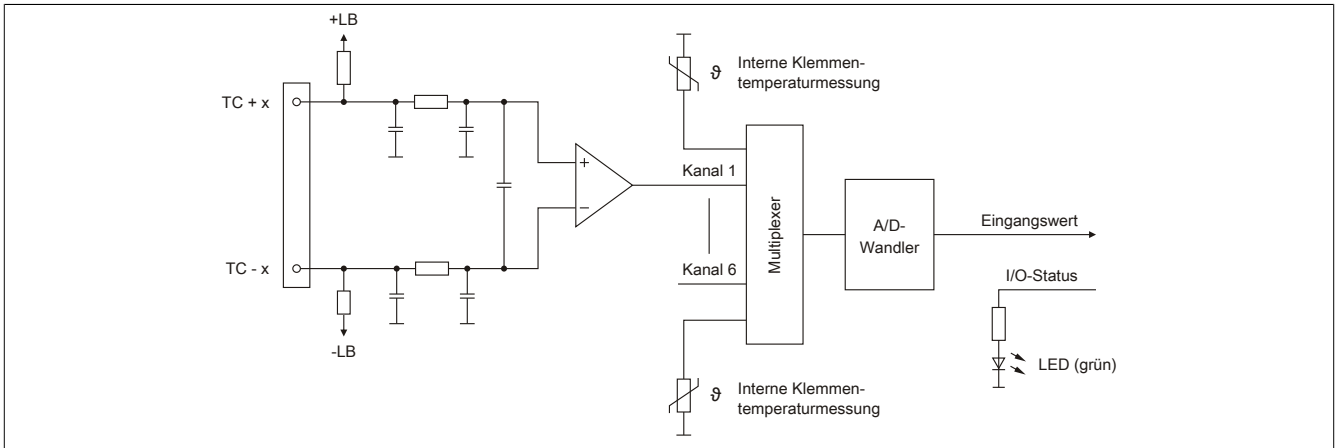 +LB
TC + x
TC - x
-LB
+
−
ϑ
Interne Klemmen-
temperaturmessung
Kanal 1
Kanal 6
Multiplexer
A/D-
Wandler
Eingangswert
I/O-Status
LED (grün)
ϑ
Interne Klemmen-
temperaturmessung